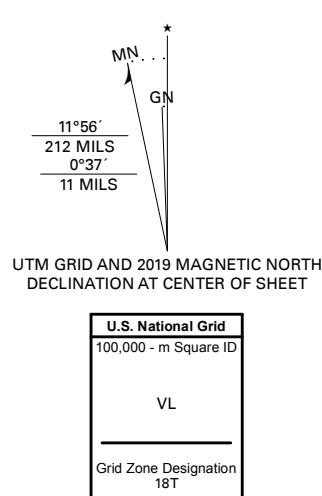 ★
MN
GN
11°56´
212 MILS
0°37´
11 MILS
UTM GRID AND 2019 MAGNETIC NORTH
DECLINATION AT CENTER OF SHEET
U.S. National Grid
100,000 - m Square ID
VL
Grid Zone Designation
18T